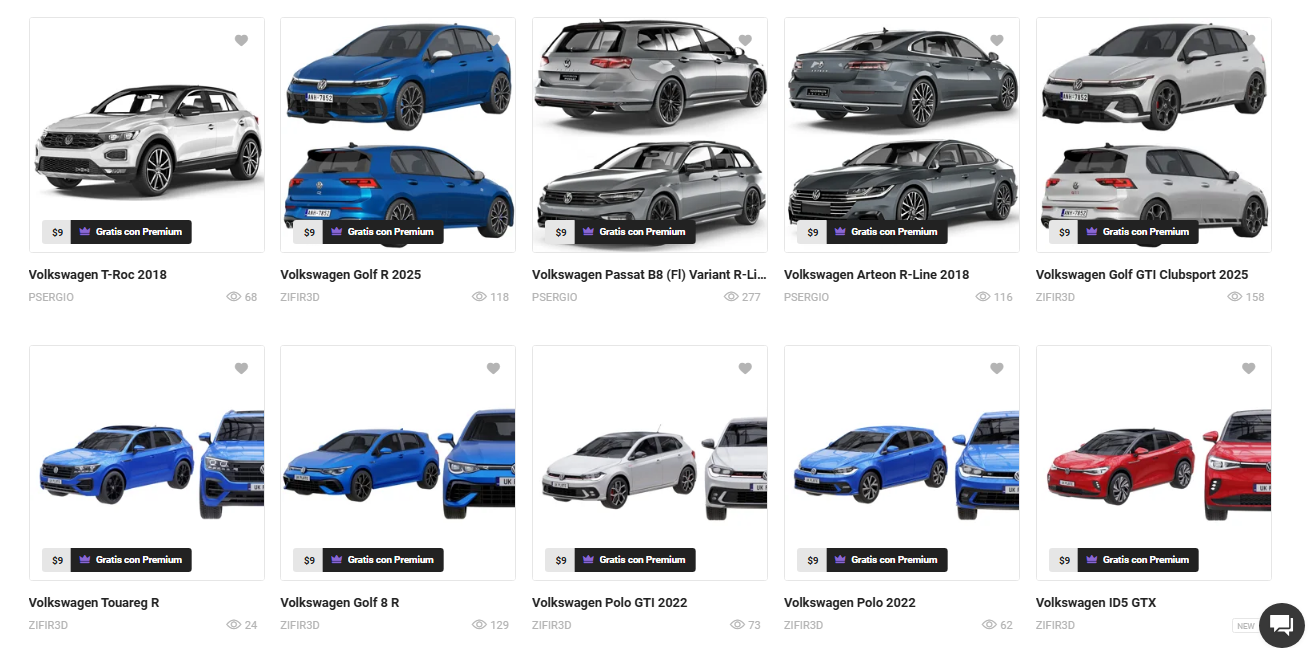 $9 Gratis con Premium
$9 Gratis con Premium
$9 Gratis con Premium
$9 Gratis con Premium
$9 Gratis con Premium
Volkswagen T-Roc 2018
PSERGIO 68
Volkswagen Golf R 2025
ZIFIR3D 118
Volkswagen Passat B8 (Fl) Variant R-Li...
PSERGIO 277
Volkswagen Arteon R-Line 2018
PSERGIO 116
Volkswagen Golf GTI Clubsport 2025
ZIFIR3D 158
$9 Gratis con Premium
$9 Gratis con Premium
$9 Gratis con Premium
$9 Gratis con Premium
$9 Gratis con Premium
Volkswagen Touareg R
ZIFIR3D 24
Volkswagen Golf 8 R
ZIFIR3D 129
Volkswagen Polo GTI 2022
ZIFIR3D 73
Volkswagen Polo 2022
ZIFIR3D 62
Volkswagen ID5 GTX
ZIFIR3D NEW